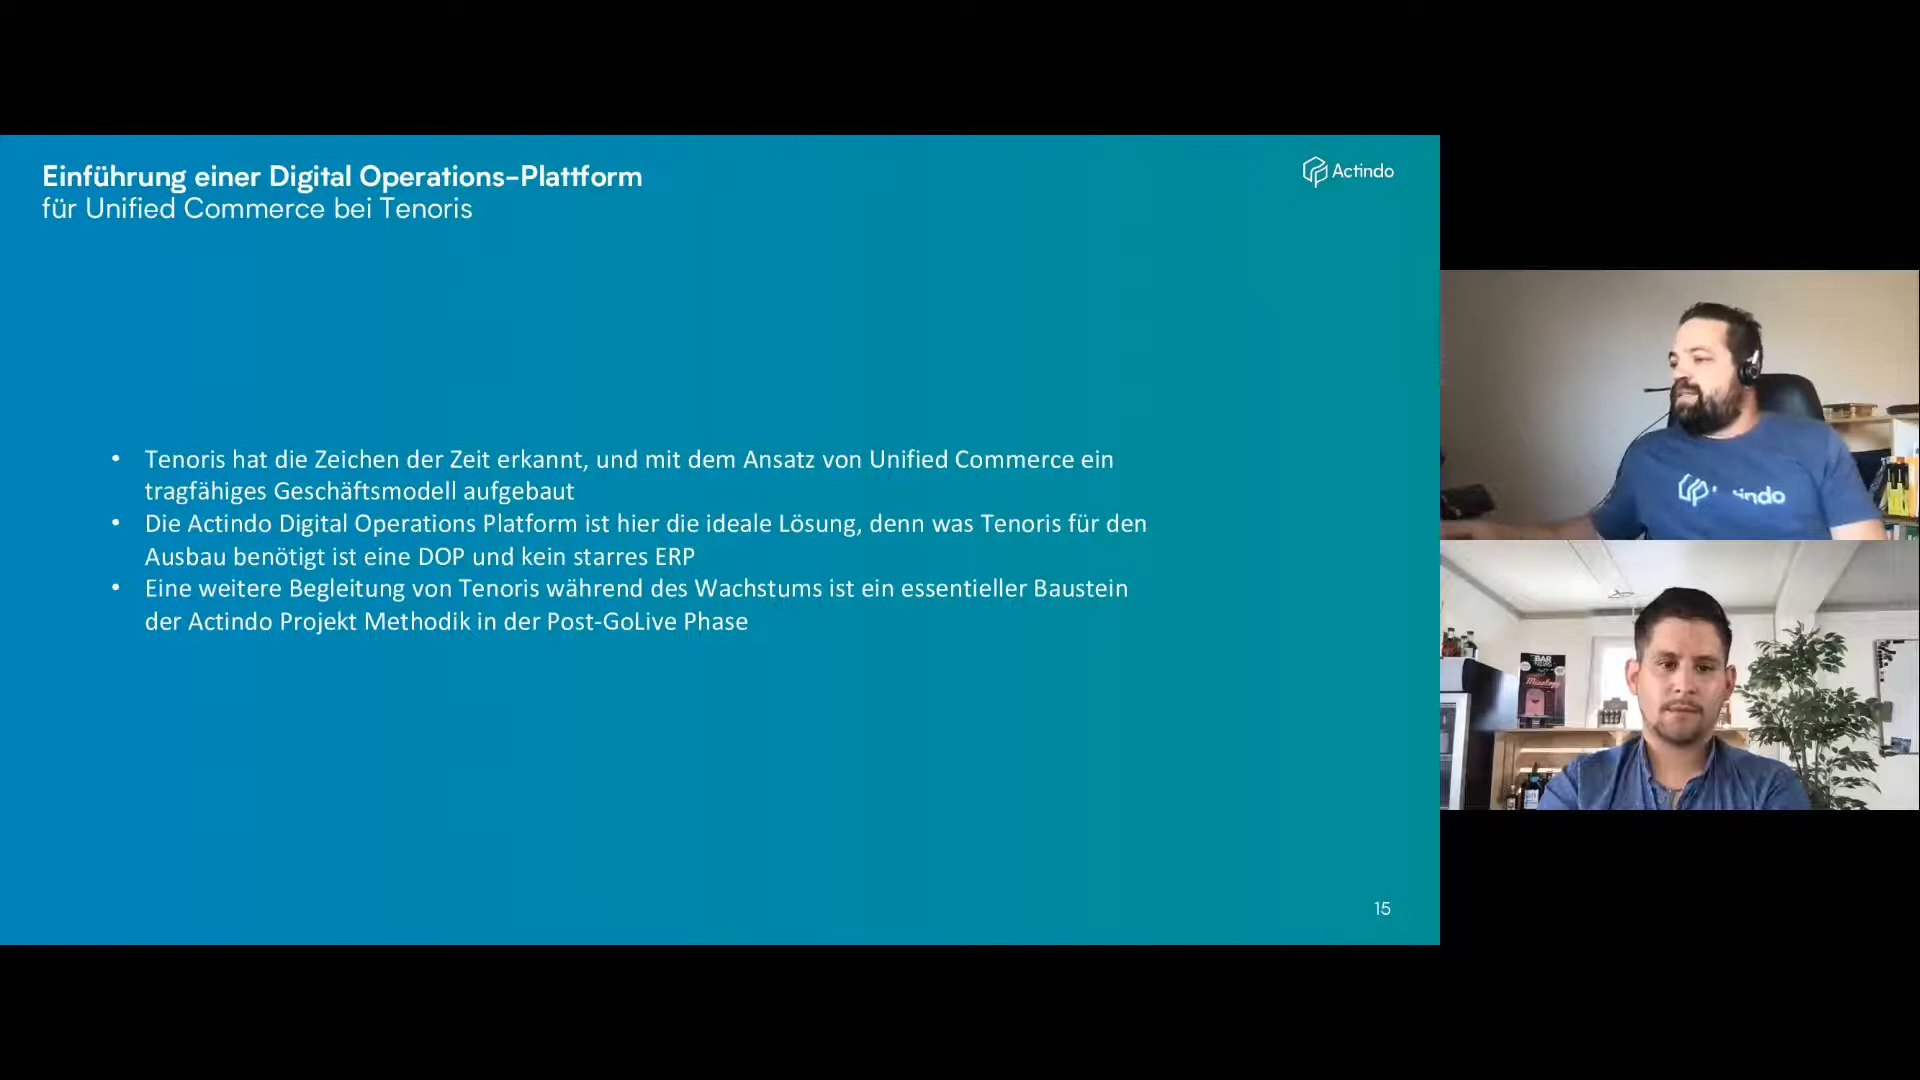 Einführung einer Digital Operations-Plattform
für Unified Commerce bei Tenoris
Actindo
• Tenoris hat die Zeichen der Zeit erkannt, und mit dem Ansatz von Unified Commerce ein
tragfähiges Geschäftsmodell aufgebaut
• Die Actindo Digital Operations Platform ist hier die ideale Lösung, denn was Tenoris für den
Ausbau benötigt ist eine DOP und kein starres ERP
• Eine weitere Begleitung von Tenoris während des Wachstums ist ein essentieller Baustein
der Actindo Projekt Methodik in der Post-GoLive Phase
15
BAR
Mixology